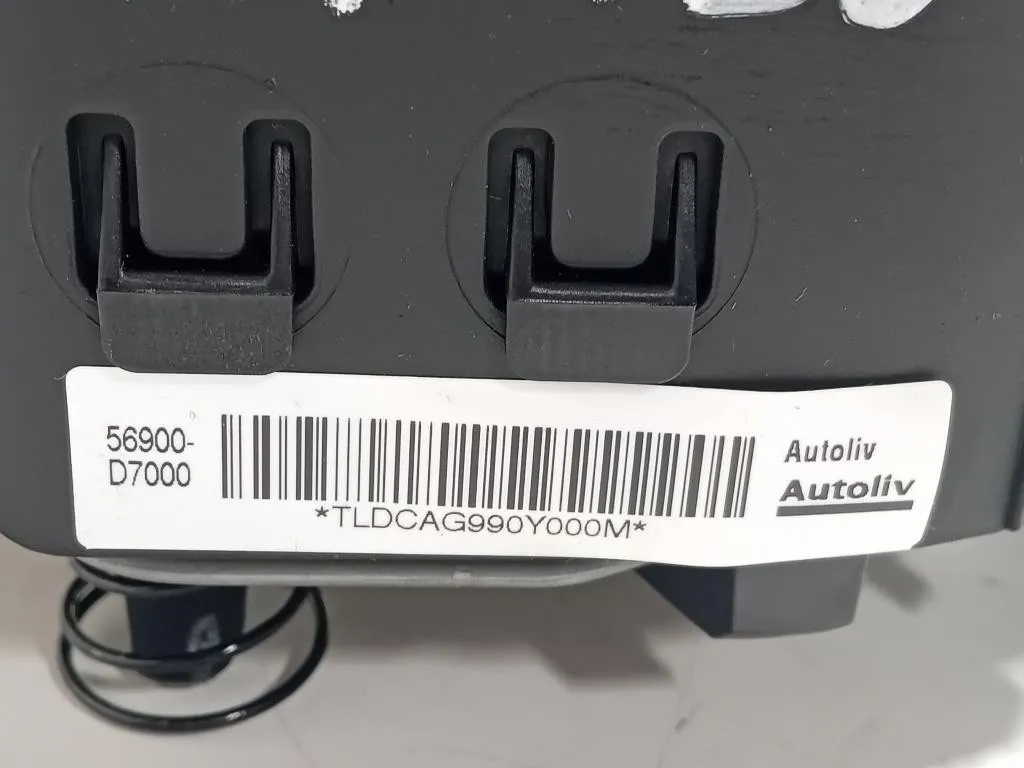 56900-
D7000
*TLDCAG990Y000M*
Autoliv
Autoliv